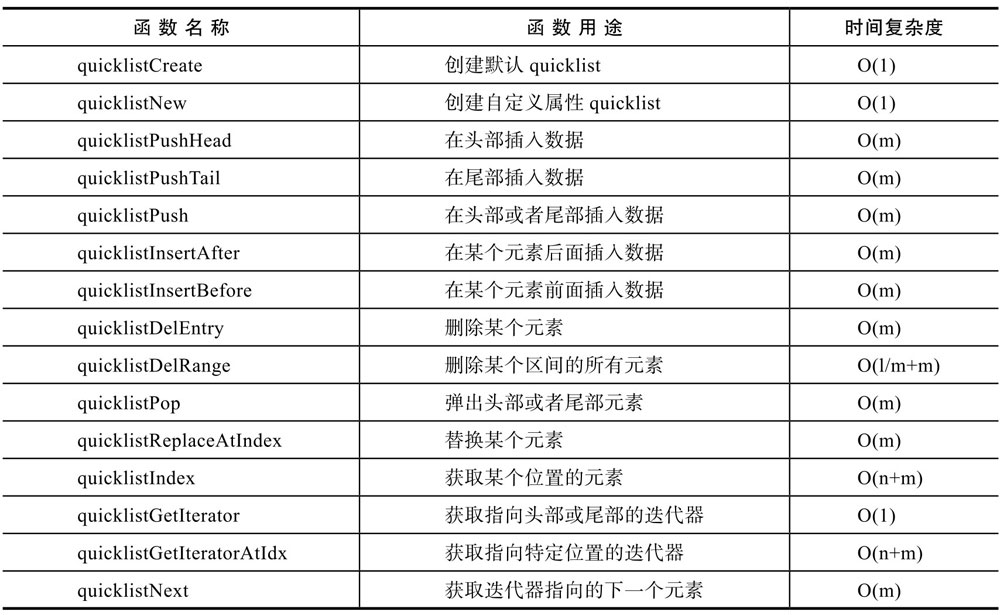 函数名称 函数用途 时间复杂度
quicklistCreate 创建默认 quicklist O(1)
quicklistNew 创建自定义属性 quicklist O(1)
quicklistPushHead 在头部插入数据 O(m)
quicklistPushTail 在尾部插入数据 O(m)
quicklistPush 在头部或者尾部插入数据 O(m)
quicklistInsertAfter 在某个元素后面插入数据 O(m)
quicklistInsertBefore 在某个元素前面插入数据 O(m)
quicklistDelEntry 删除某个元素 O(m)
quicklistDelRange 删除某个区间的所有元素 O(l/m+m)
quicklistPop 弹出头部或者尾部元素 O(m)
quicklistReplaceAtIndex 替换某个元素 O(m)
quicklistIndex 获取某个位置的元素 O(n+m)
quicklistGetIterator 获取指向头部或尾部的迭代器 O(1)
quicklistGetIteratorAtIdx 获取指向特定位置的迭代器 O(n+m)
quicklistNext 获取迭代器指向的下一个元素 O(m)